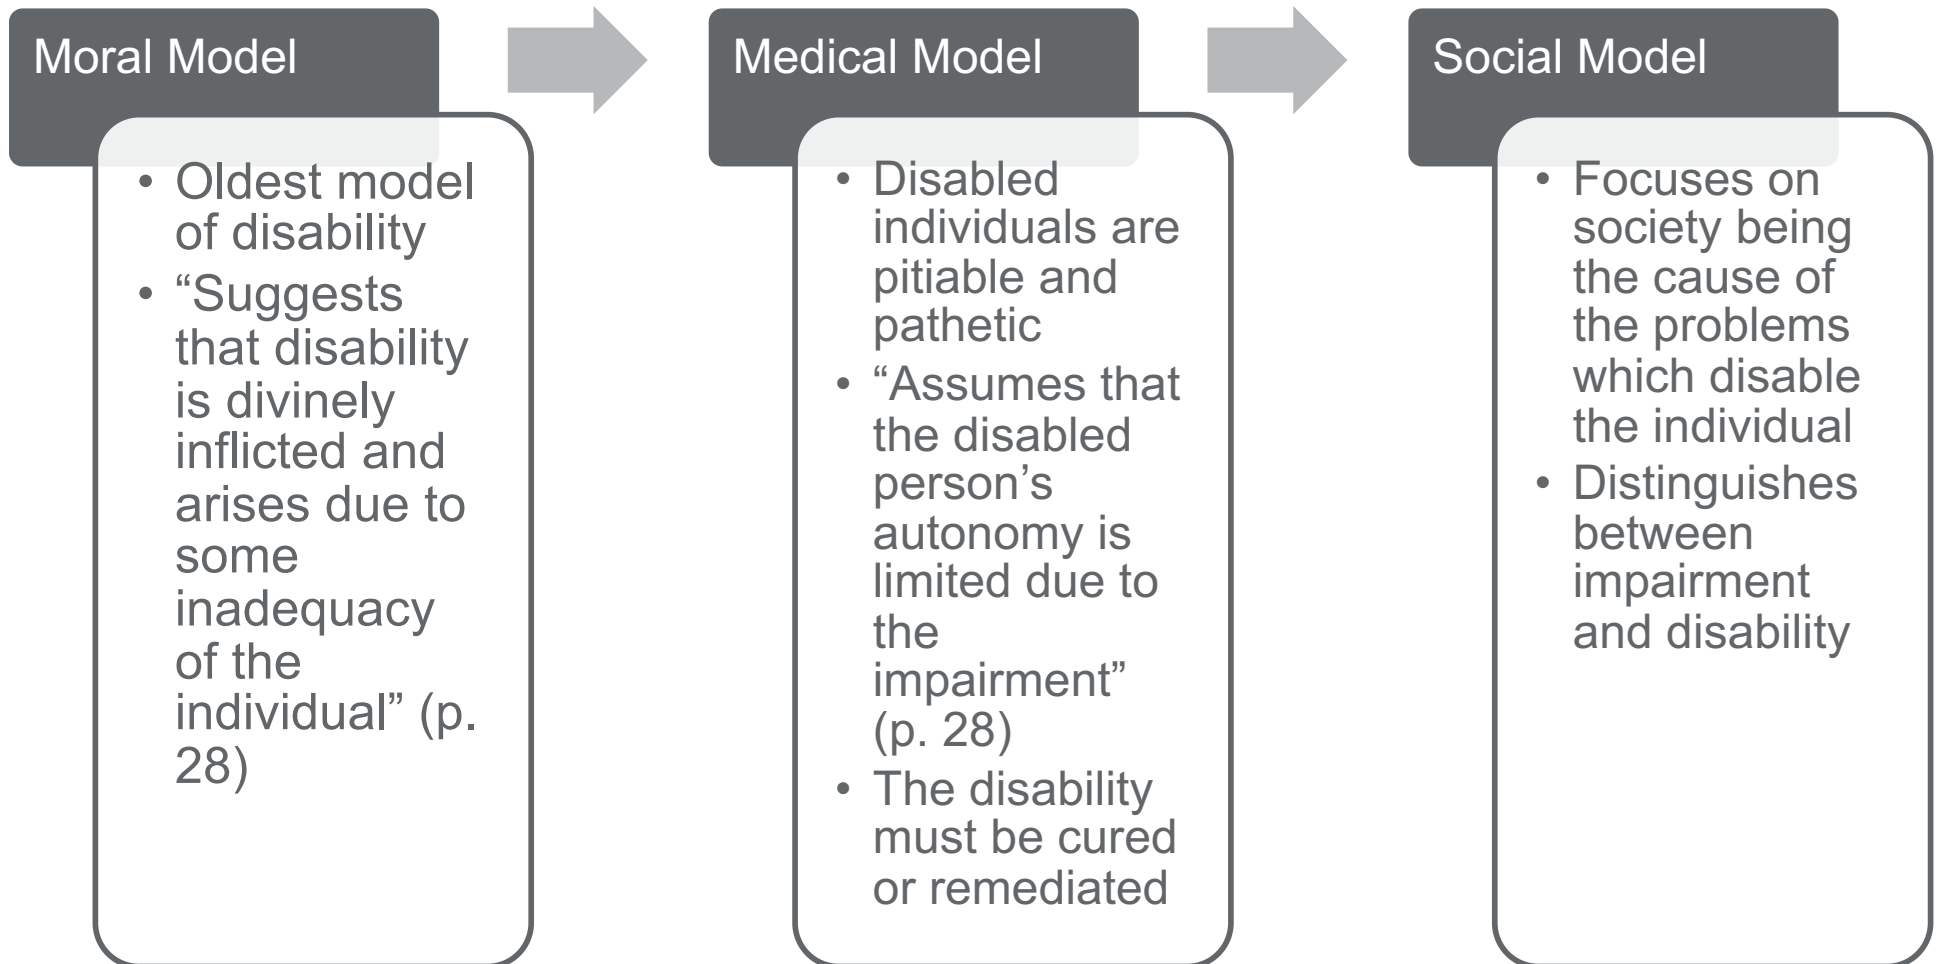 Moral Model
• Oldest model
of disability
• “Suggests
that disability
is divinely
inflicted and
arises due to
some
inadequacy
of the
individual” (p.
28)
Medical Model
• Disabled
individuals are
pitiable and
pathetic
• “Assumes that
the disabled
person’s
autonomy is
limited due to
the
impairment”
(p. 28)
• The disability
must be cured
or remediated
Social Model
• Focuses on
society being
the cause of
the problems
which disable
the individual
• Distinguishes
between
impairment
and disability